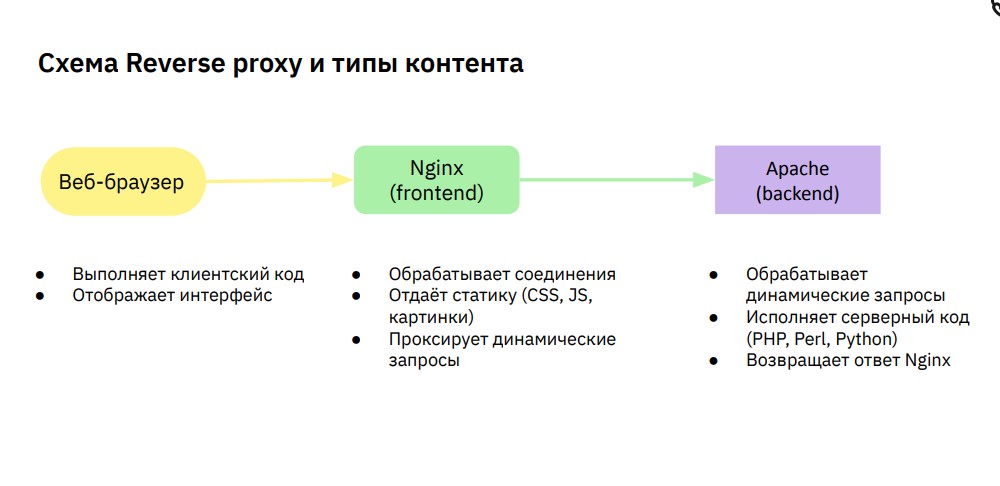 Схема Reverse proxy и типы контента
Веб-браузер
Nginx
(frontend)
Apache
(backend)
● Выполняет клиентский код
● Отображает интерфейс
● Обрабатывает соединения
● Отдаёт статику (CSS, JS,
картинки)
● Проксирует динамические
запросы
● Обрабатывает
динамические запросы
● Исполняет серверный код
(PHP, Perl, Python)
● Возвращает ответ Nginx